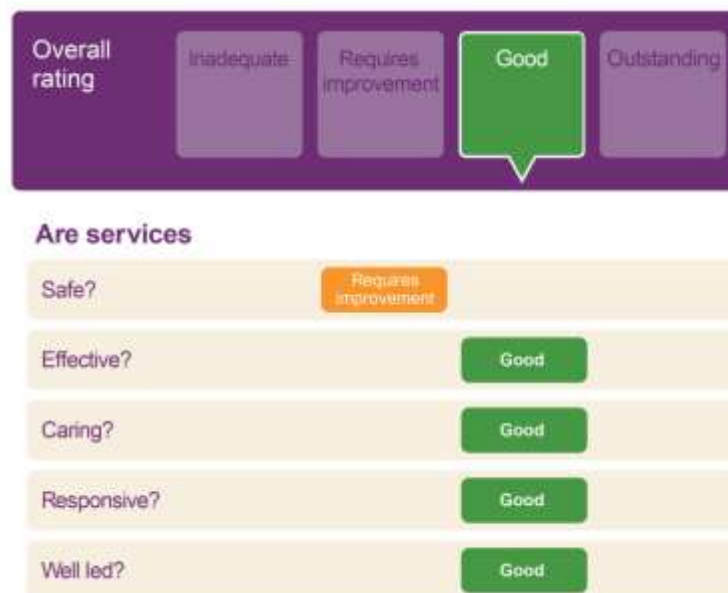 Overall
rating
Inadequate
Requires
improvement
Good
Outstanding
Are services
Safe?
Requires
improvement
Effective?
Good
Caring?
Good
Responsive?
Good
Well led?
Good